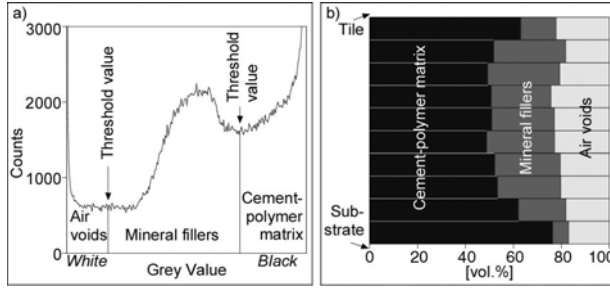 a)
3000
2000
1000
0
Counts
Threshold value
Threshold
value
Air
voids
Mineral fillers
Cement-
polymer
matrix
White
Grey Value
Black
b)
Tile
Sub-
strate
Cement-polymer matrix
Mineral fillers
Air voids
0 20 40 60 80 100
[vol.%]